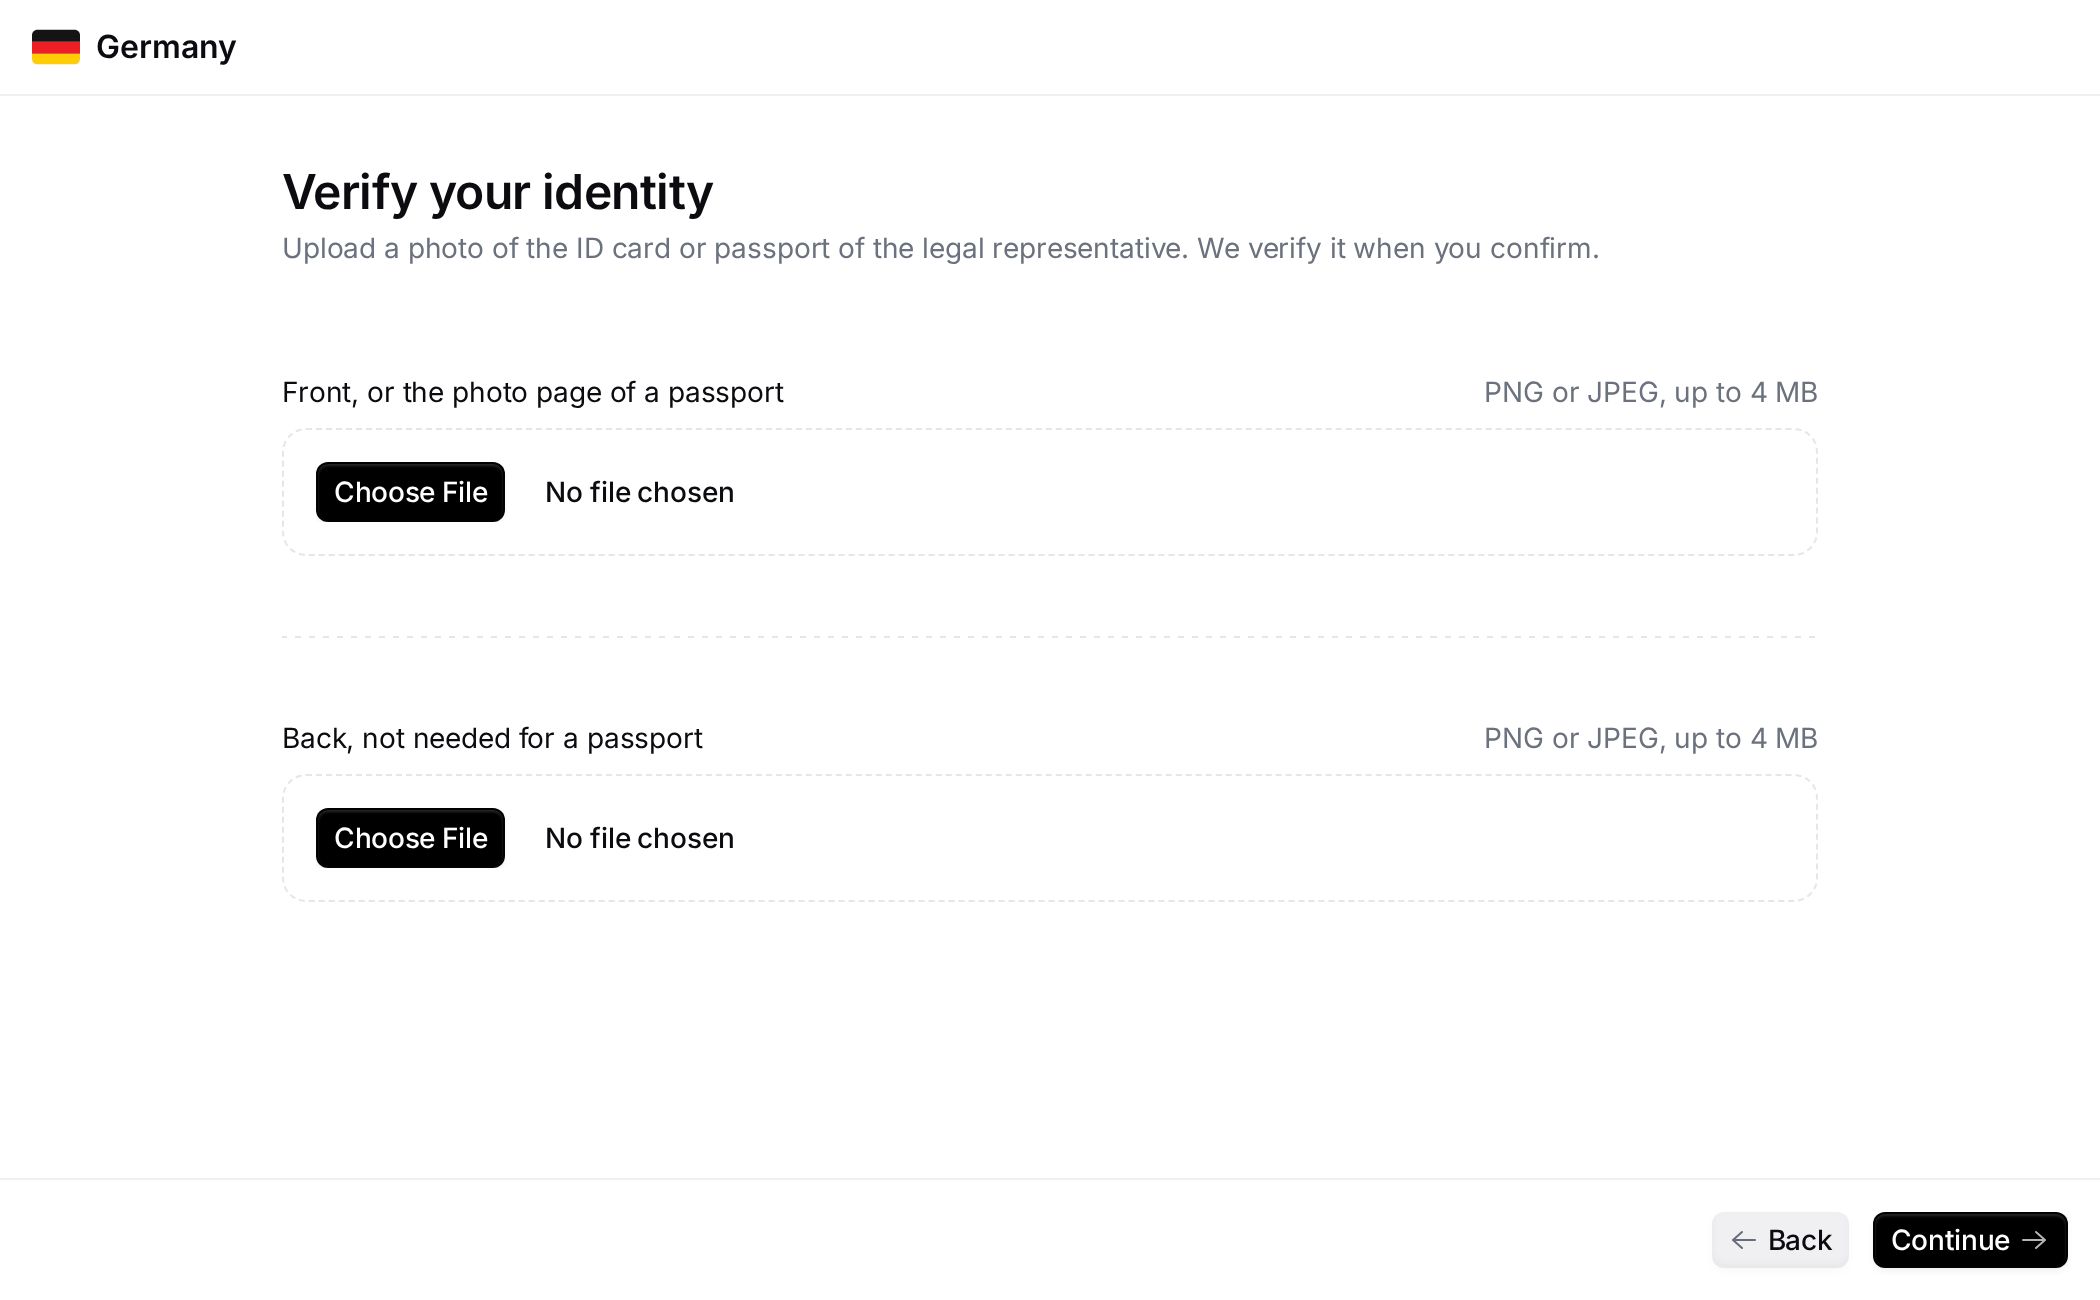 Germany
Verify your identity
Upload a photo of the ID card or passport of the legal representative. We verify it when you confirm.
Front, or the photo page of a passport
PNG or JPEG, up to 4 MB
Choose File
No file chosen
Back, not needed for a passport
PNG or JPEG, up to 4 MB
Choose File
No file chosen
Back
Continue